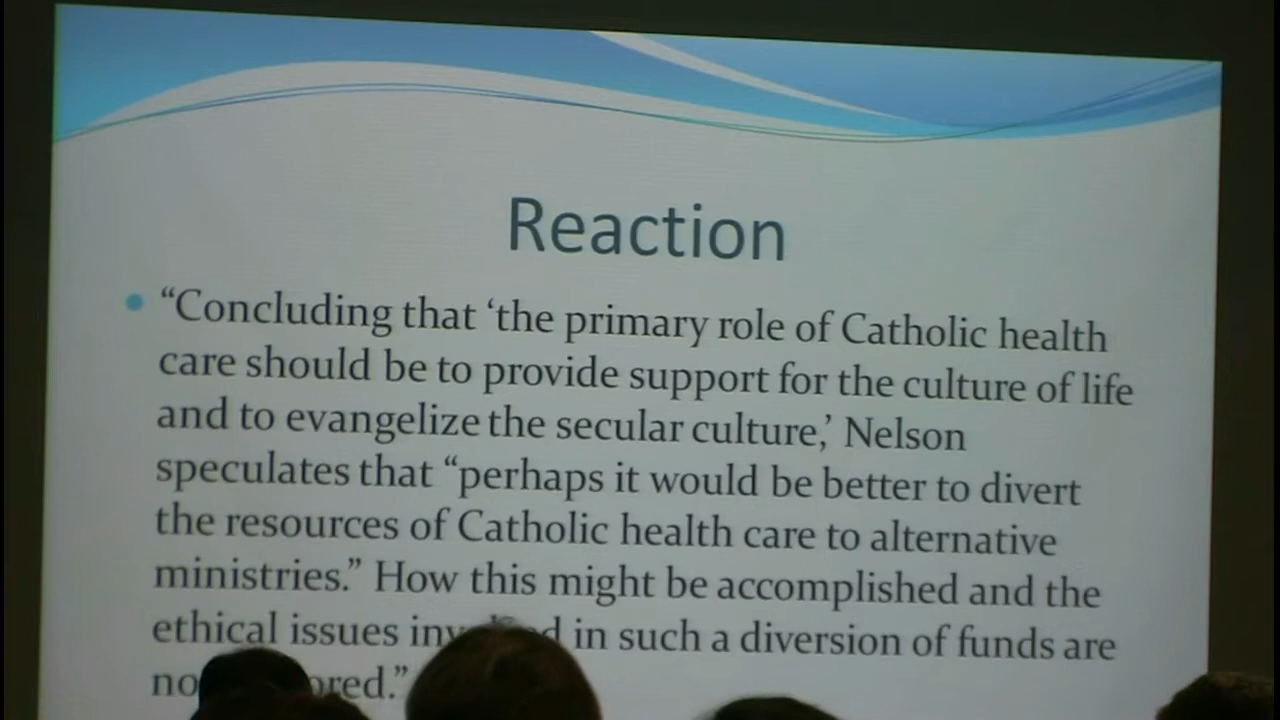 Reaction
• “Concluding that ‘the primary role of Catholic health
care should be to provide support for the culture of life
and to evangelize the secular culture,’ Nelson
speculates that “perhaps it would be better to divert
the resources of Catholic health care to alternative
ministries.” How this might be accomplished and the
ethical issues in such a diversion of funds are